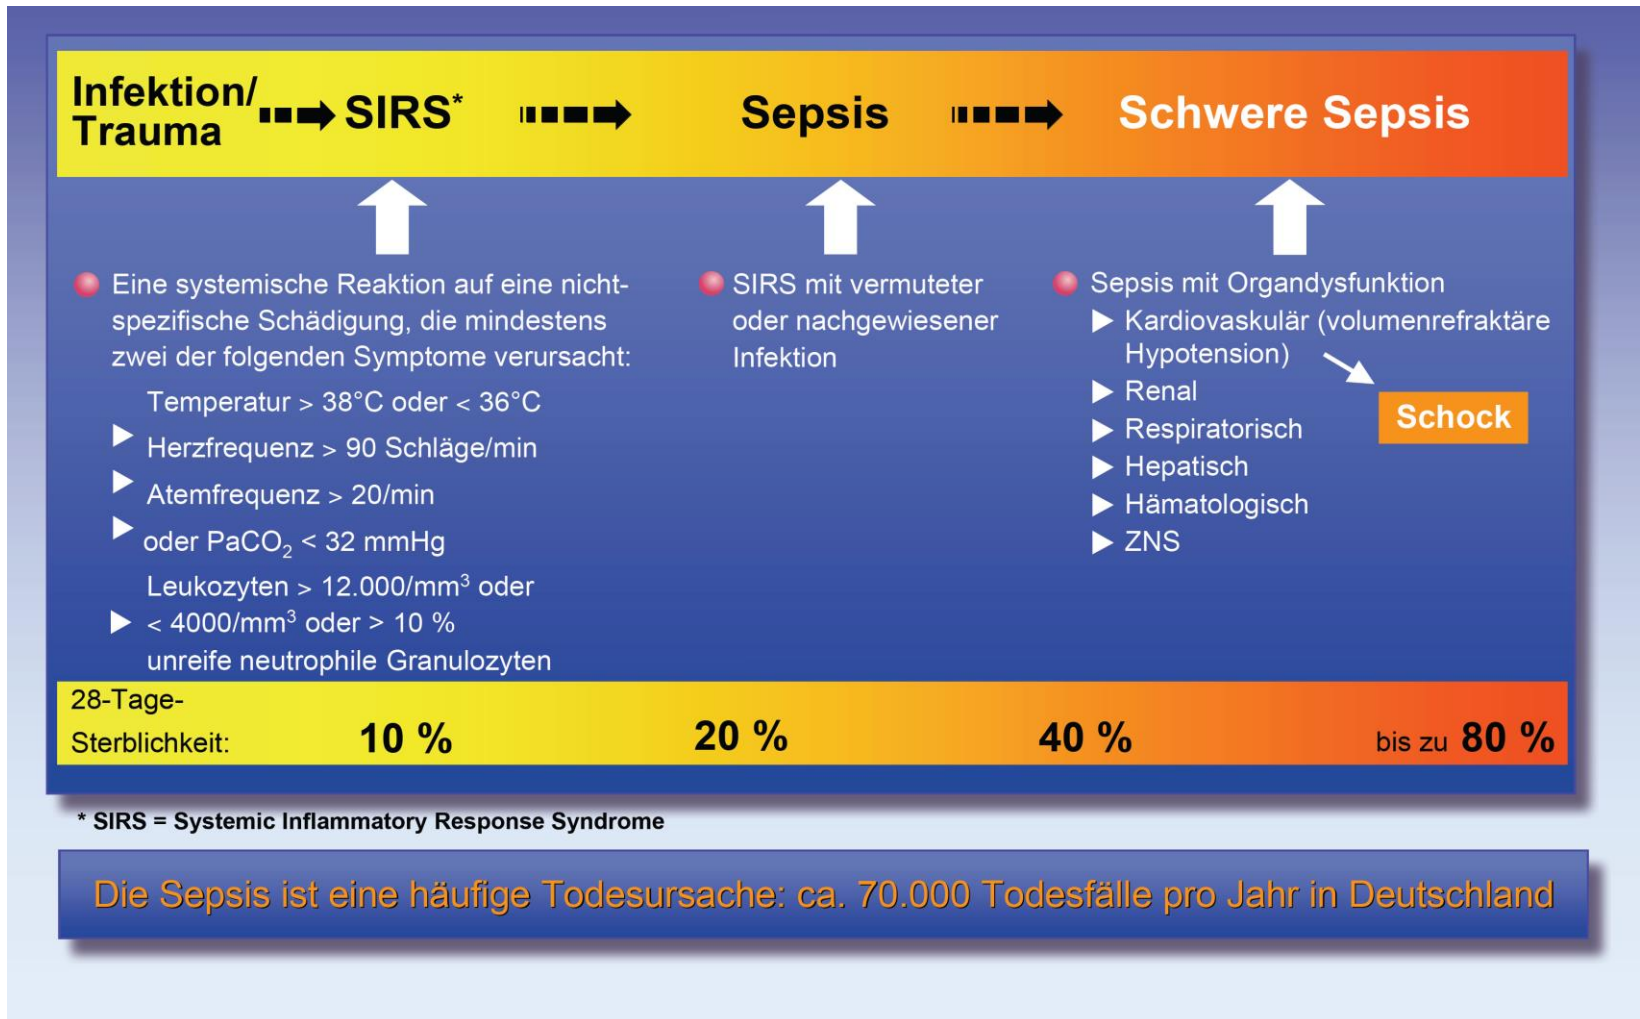 Infektion/
Trauma
SIRS*
Sepsis
Schwere Sepsis
Eine systemische Reaktion auf eine nicht-
spezifische Schädigung, die mindestens
zwei der folgenden Symptome verursacht:
Temperatur > 38°C oder < 36°C
Herzfrequenz > 90 Schläge/min
Atemfrequenz > 20/min
oder PaCO₂ < 32 mmHg
Leukozyten > 12.000/mm³ oder
< 4000/mm³ oder > 10 %
unreife neutrophile Granulozyten
SIRS mit vermuteter
oder nachgewiesener
Infektion
Sepsis mit Organdysfunktion
Kardiovaskulär (volumenrefraktäre
Hypotension)
Renal
Respiratorisch
Hepatisch
Hämatologisch
ZNS
Schock
28-Tage-
Sterblichkeit: 10 % 20 % 40 % bis zu 80 %
* SIRS = Systemic Inflammatory Response Syndrome
Die Sepsis ist eine häufige Todesursache: ca. 70.000 Todesfälle pro Jahr in Deutschland